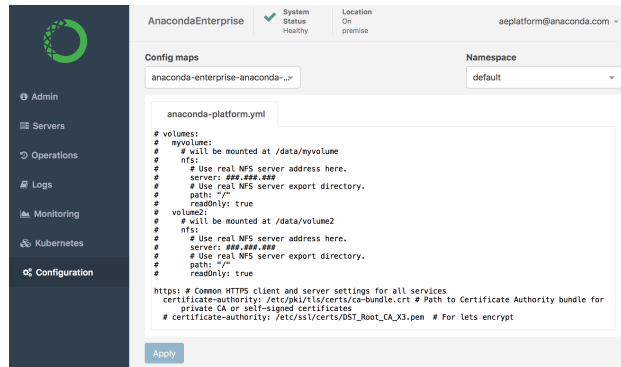 AnacondaEnterprise
System Status
Healthy
Location
On premise
aeplatform@anaconda.com
Config maps
Namespace
anaconda-enterprise-anaconda-...
default
Admin
Servers
Operations
Logs
Monitoring
Kubernetes
Configuration
anaconda-platform.yml
# volumes:
#   myvolume:
#     # will be mounted at /data/myvolume
#     nfs:
#       # Use real NFS server address here.
#       server: ###.###.###
#       # Use real NFS server export directory.
#       path: "/"
#       readOnly: true
#   volume2:
#     # will be mounted at /data/volume2
#     nfs:
#       # Use real NFS server address here.
#       server: ###.###.###
#       # Use real NFS server export directory.
#       path: "/"
#       readOnly: true
https: # Common HTTPS client and server settings for all services
  certificate-authority: /etc/pki/tls/certs/ca-bundle.crt # Path to Certificate Authority bundle for
      private CA or self-signed certificates
  # certificate-authority: /etc/ssl/certs/DST_Root_CA_X3.pem  # For lets encrypt
Apply